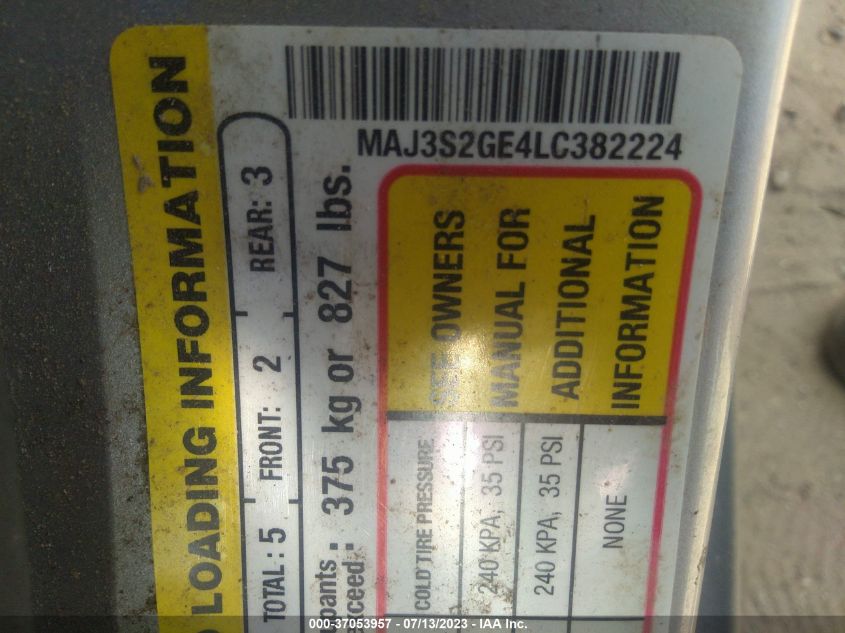 MAJ3S2GE4LC382224
LOADING INFORMATION
TOTAL : 5 FRONT: 2 REAR: 3
375 kg or 827 lbs.
COLD TIRE PRESSURE
240 KPA, 35 PSI
240 KPA, 35 PSI
NONE
SEE OWNERS
MANUAL FOR
ADDITIONAL
INFORMATION
000-37053957 - 07/13/2023 - IAA Inc.